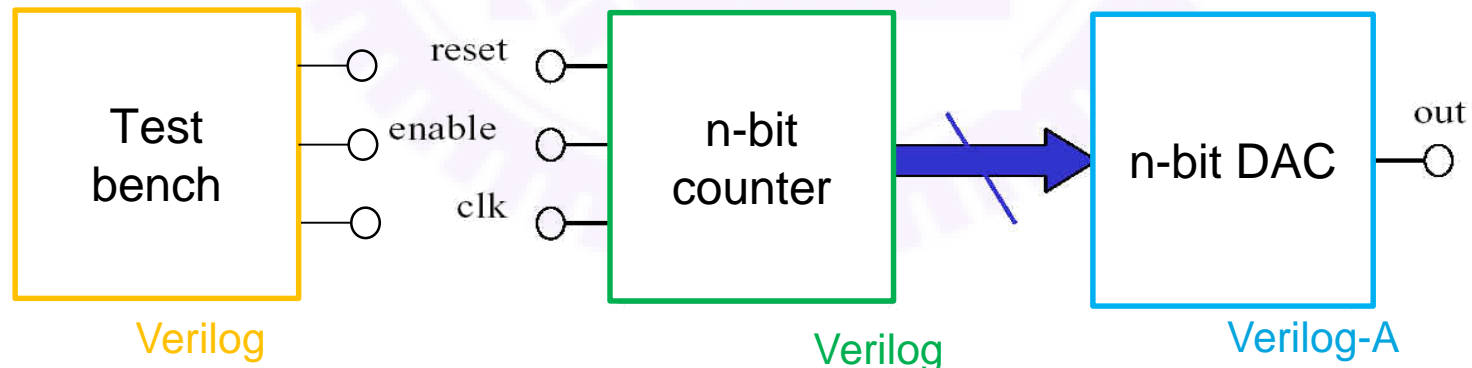 Test
bench
reset
enable
clk
n-bit
counter
n-bit DAC
out
Verilog
Verilog
Verilog-A